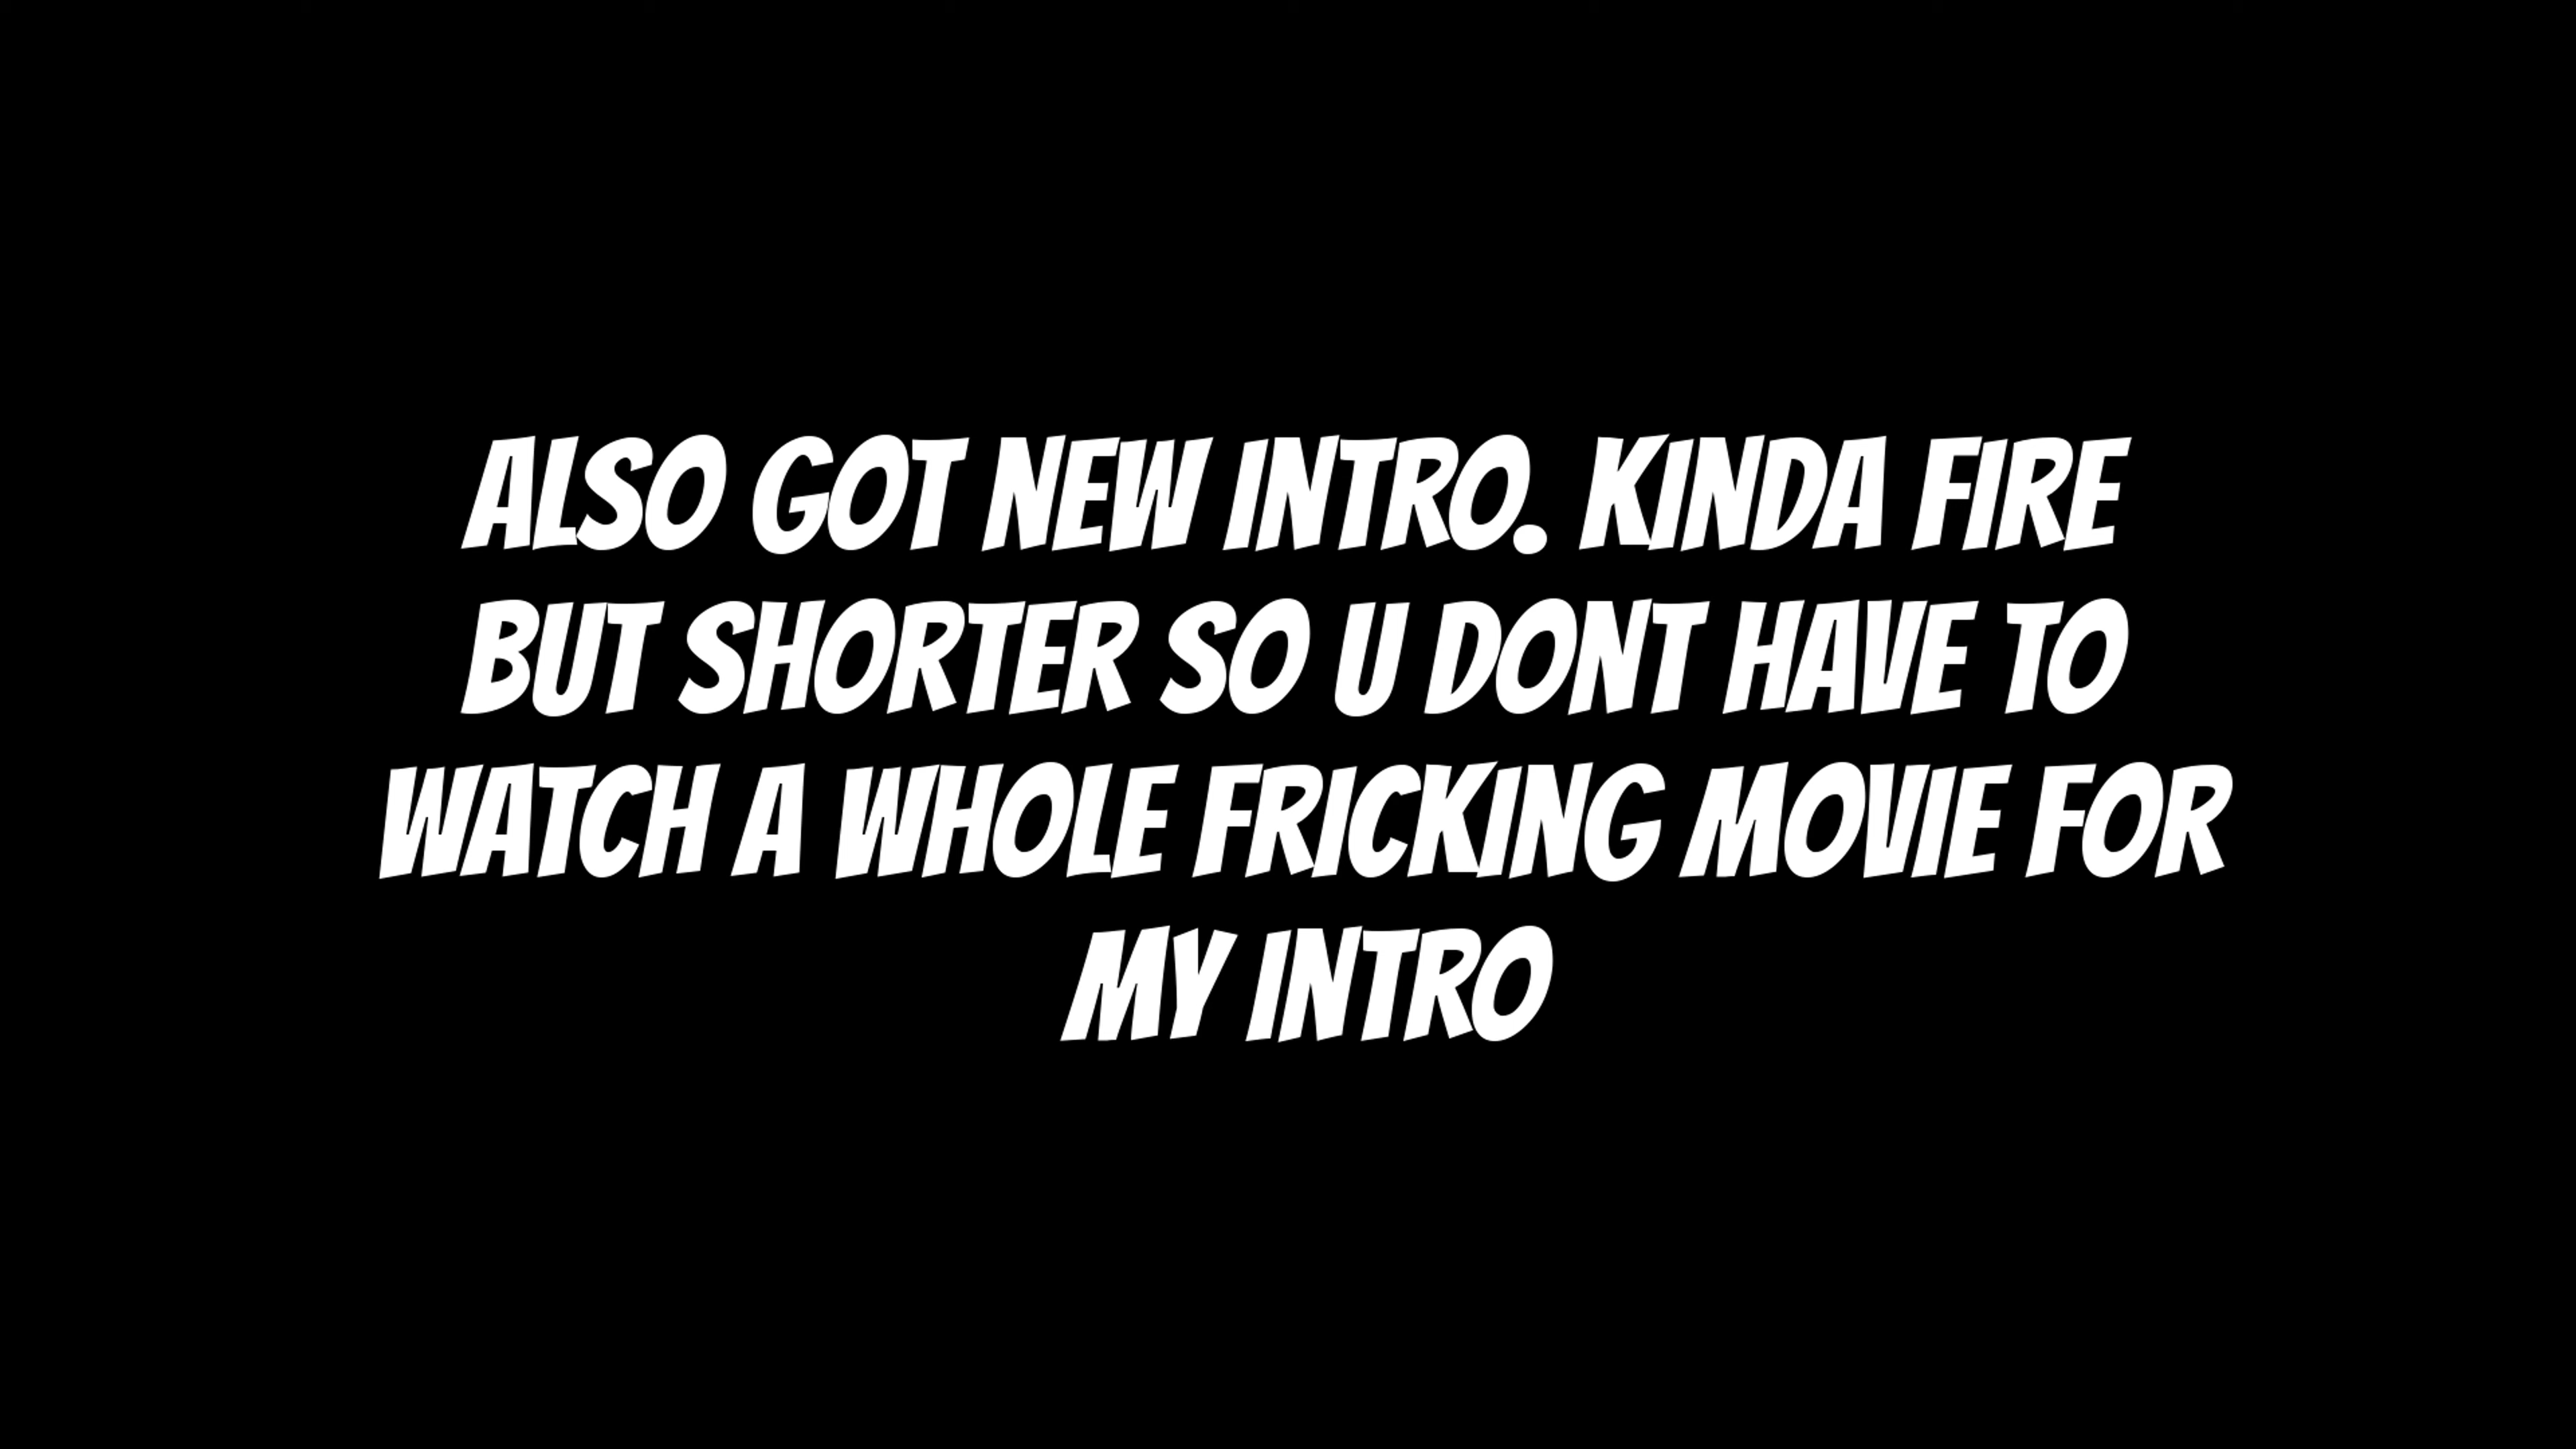 ALSO GOT NEW INTRO. KINDA FIRE
BUT SHORTER SO U DONT HAVE TO
WATCH A WHOLE FRICKING MOVIE FOR
MY INTRO